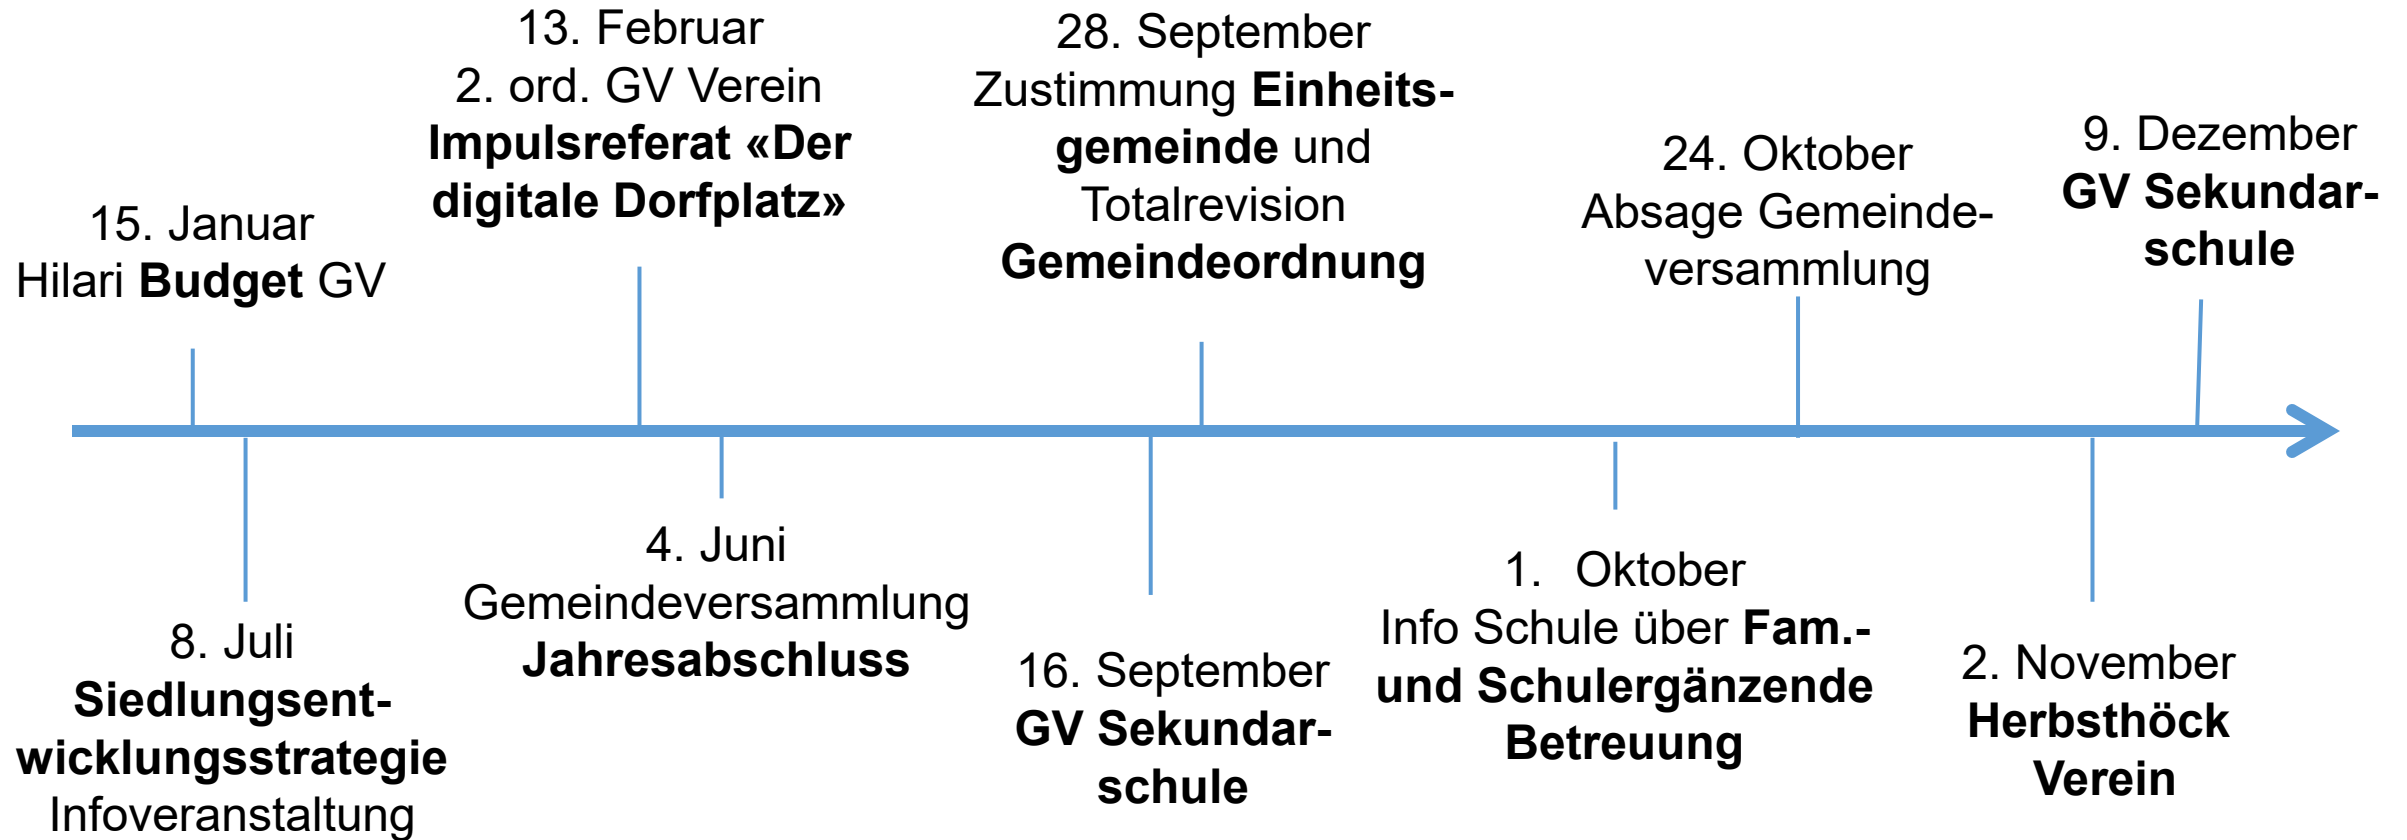 15. Januar
Hilari Budget GV
13. Februar
2. ord. GV Verein
Impulsreferat «Der
digitale Dorfplatz»
28. September
Zustimmung Einheits-
gemeinde und
Totalrevision
Gemeindeordnung
24. Oktober
Absage Gemeinde-
versammlung
9. Dezember
GV Sekundar-
schule
8. Juli
Siedlungsent-
wicklungsstrategie
Infoveranstaltung
4. Juni
Gemeindeversammlung
Jahresabschluss
16. September
GV Sekundar-
schule
1. Oktober
Info Schule über Fam.-
und Schulergänzende
Betreuung
2. November
Herbsthöck
Verein